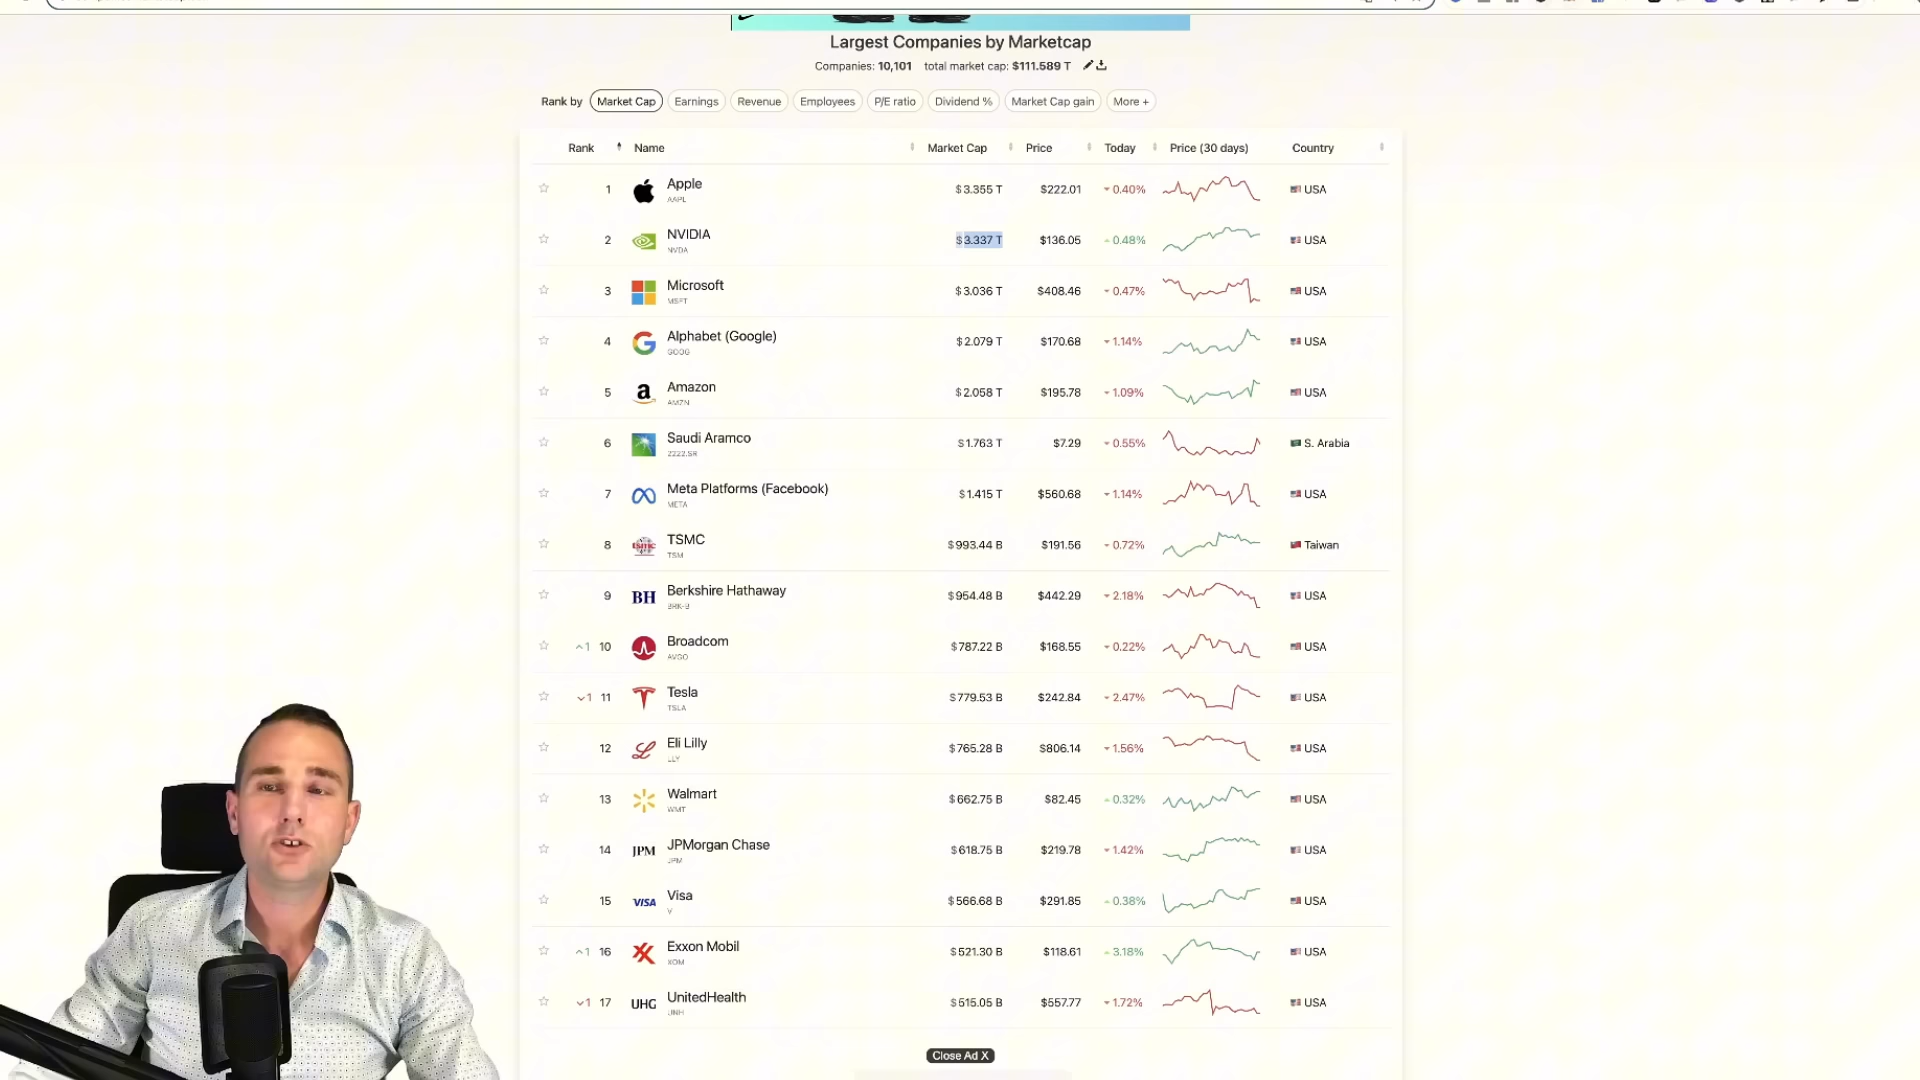 Largest Companies by Marketcap
Companies: 10,101 total market cap: $111.589 T
Rank by Market Cap Earnings Revenue Employees P/E ratio Dividend % Market Cap gain More +
Rank Name Market Cap Price Today Price (30 days) Country
1 Apple $3.355 T $222.01 0.40% USA
AAPL
2 NVIDIA $3.337 T $136.05 0.48% USA
NVDA
3 Microsoft $3.036 T $408.46 0.47% USA
MSFT
4 Alphabet (Google) $2.079 T $170.68 1.14% USA
GOOG
5 a Amazon $2.058 T $195.78 1.09% USA
AMZN
6 Saudi Aramco $1.763 T $7.29 0.55% S. Arabia
2222.SR
7 Meta Platforms (Facebook) $1.415 T $560.68 1.14% USA
META
8 TSMC $993.44 B $191.56 0.72% Taiwan
TSM
9 BH Berkshire Hathaway $954.48 B $442.29 2.18% USA
BRK-B
1 10 Broadcom $787.22 B $168.55 0.22% USA
AVGO
1 11 Tesla $779.53 B $242.84 2.47% USA
TSLA
12 Eli Lilly $765.28 B $806.14 1.56% USA
LLY
13 Walmart $662.75 B $82.45 0.32% USA
WMT
14 JPM JPMorgan Chase $618.75 B $219.78 1.42% USA
JPM
15 VISA Visa $566.68 B $291.85 0.38% USA
V
1 16 Exxon Mobil $521.30 B $118.61 3.18% USA
XOM
1 17 UHG UnitedHealth $515.05 B $557.77 1.72% USA
UNH
Close Ad X